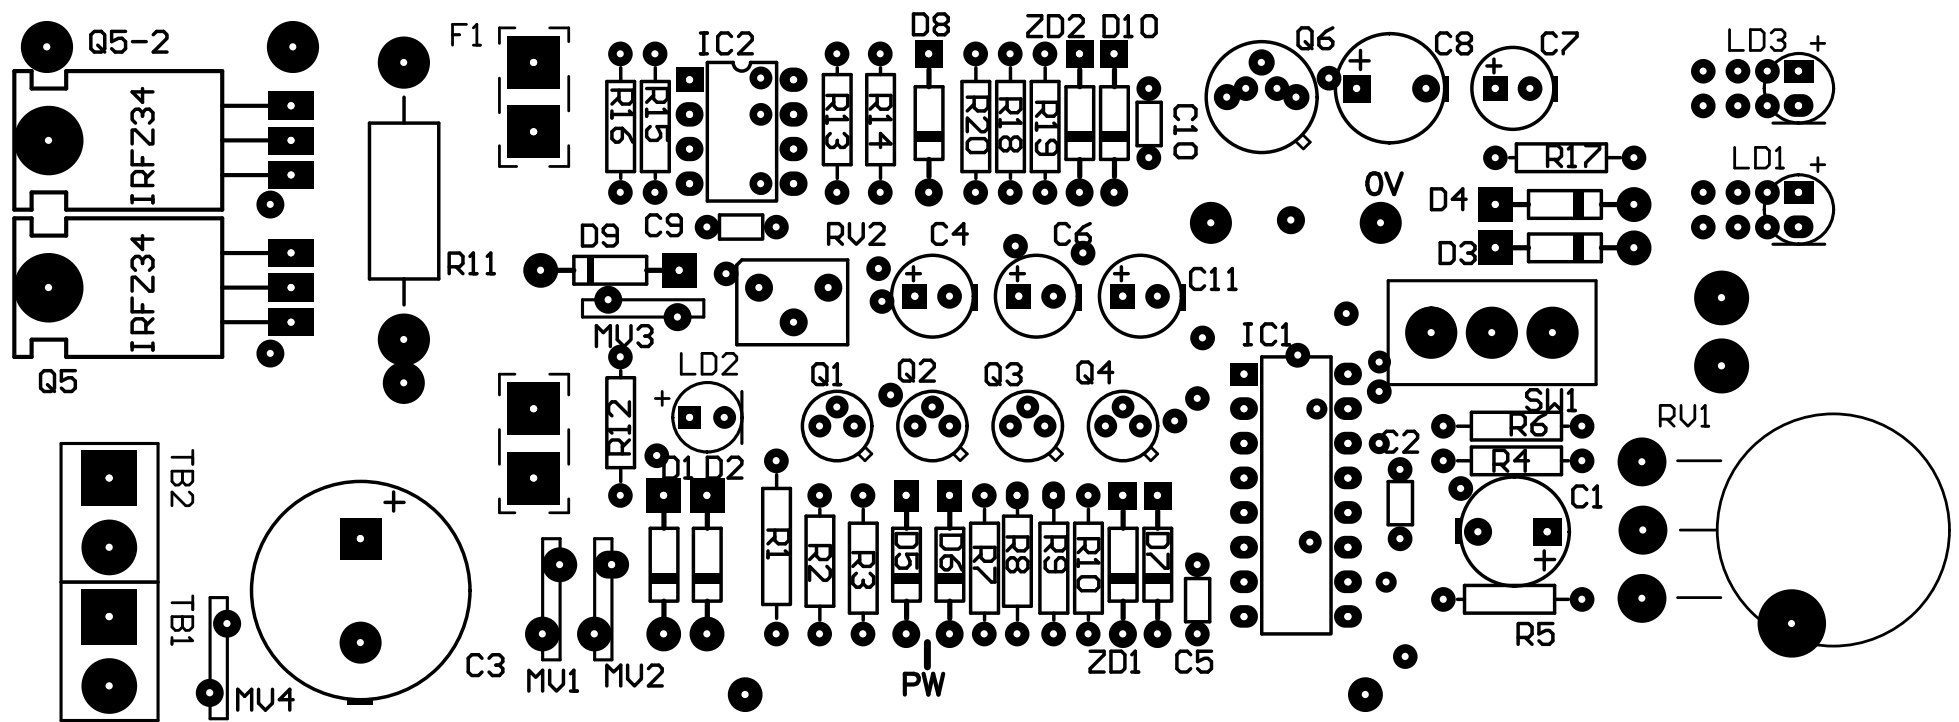 Q5-2
F1
IC2
D8
ZD2
D10
Q6
C8
C7
LD3
+
+
+
IRFZ34
R16
R15
R13
R14
R20
R18
R19
C10
R17
LD1
+
0V
D4
D3
IRFZ34
R11
D9
C9
RV2
C4
C6
C11
+
+
+
MV3
IC1
Q5
LD2
+
Q1
Q2
Q3
Q4
SW1
R12
R6
RV1
C2
R4
TB2
D1
D2
C1
+
R1
R2
R3
D5
D6
R7
R8
R9
R10
D7
+
TB1
R5
C3
MV1
MV2
ZD1
C5
MV4
PW